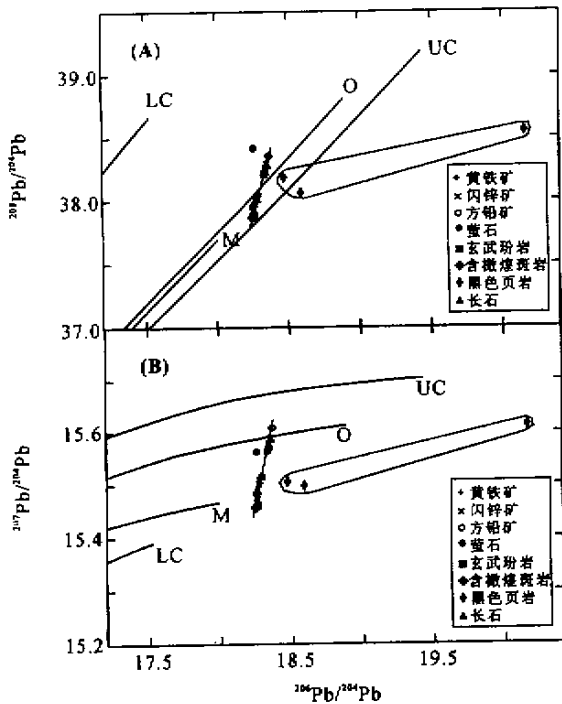 (A)
UC
39.0
O
LC
²⁰⁸Pb/²⁰⁴Pb
38.0
M
37.0
黄铁矿
闪锌矿
方铅矿
萤石
玄武玢岩
含橄煌斑岩
黑色页岩
长石
(B)
UC
15.6
O
²⁰⁷Pb/²⁰⁴Pb
M
15.4
LC
15.2
黄铁矿
闪锌矿
方铅矿
萤石
玄武玢岩
含橄煌斑岩
黑色页岩
长石
17.5 18.5 19.5
²⁰⁶Pb/²⁰⁴Pb